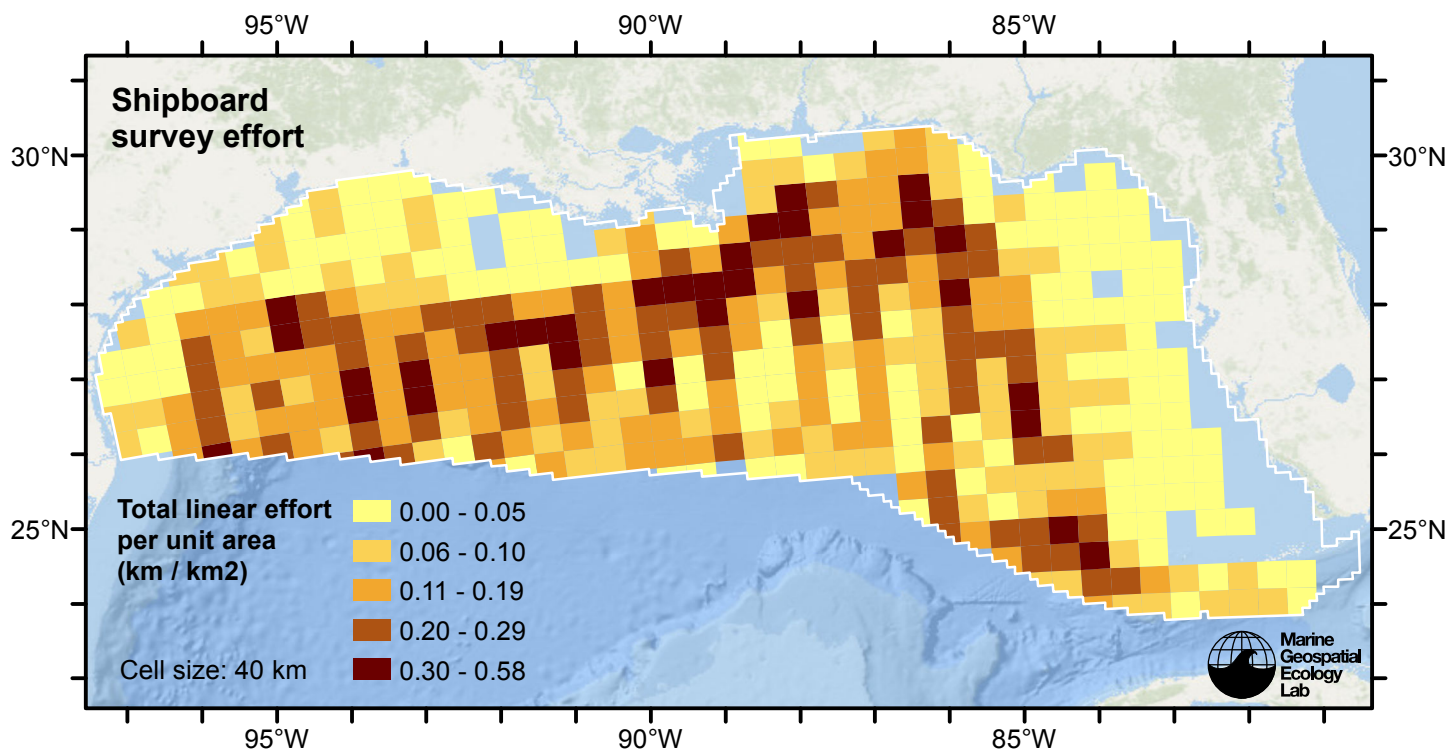 95°W 90°W 85°W
Shipboard
survey effort
30°N 30°N
25°N 25°N
Total linear effort
per unit area
(km / km2)
0.00 - 0.05
0.06 - 0.10
0.11 - 0.19
0.20 - 0.29
0.30 - 0.58
Cell size: 40 km
Marine
Geospatial
Ecology
Lab
95°W 90°W 85°W